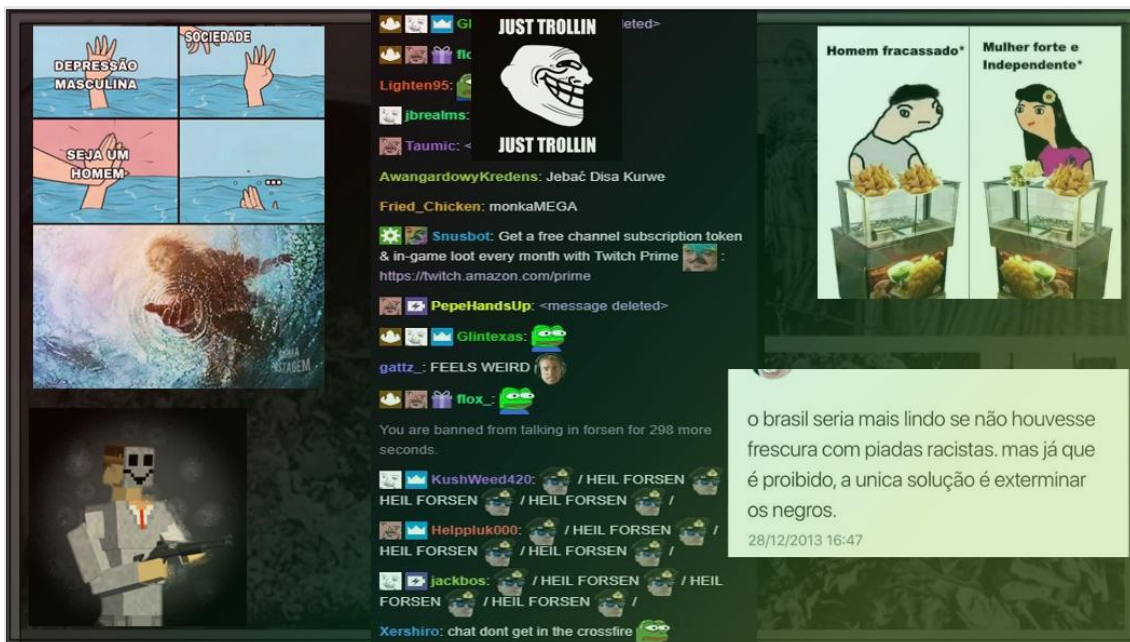 DEPRESSÃO
MASCULINA
SOCIEDADE
SEJA UM
HOMEM
...
JUST TROLLIN
JUST TROLLIN
Gl
eted>
flo
Lighten95:
jbrealms:
Taumic: <
AwangardowyKredens: Jebać Disa Kurwe
Fried_Chicken: monkaMEGA
Snusbot: Get a free channel subscription token
& in-game loot every month with Twitch Prime :
https://twitch.amazon.com/prime
PepeHandsUp: <message deleted>
Glintexas:
gattz_: FEELS WEIRD
flox_:
You are banned from talking in forsen for 298 more
seconds.
KushWeed420: / HEIL FORSEN
HEIL FORSEN / HEIL FORSEN /
Helppluk000: / HEIL FORSEN /
HEIL FORSEN / HEIL FORSEN /
jackbos: / HEIL FORSEN / HEIL
FORSEN / HEIL FORSEN /
Xershiro: chat dont get in the crossfire
Homem fracassado*
Mulher forte e
Independente*
o brasil seria mais lindo se não houvesse
frescura com piadas racistas. mas já que
é proibido, a unica solução é exterminar
os negros.
28/12/2013 16:47